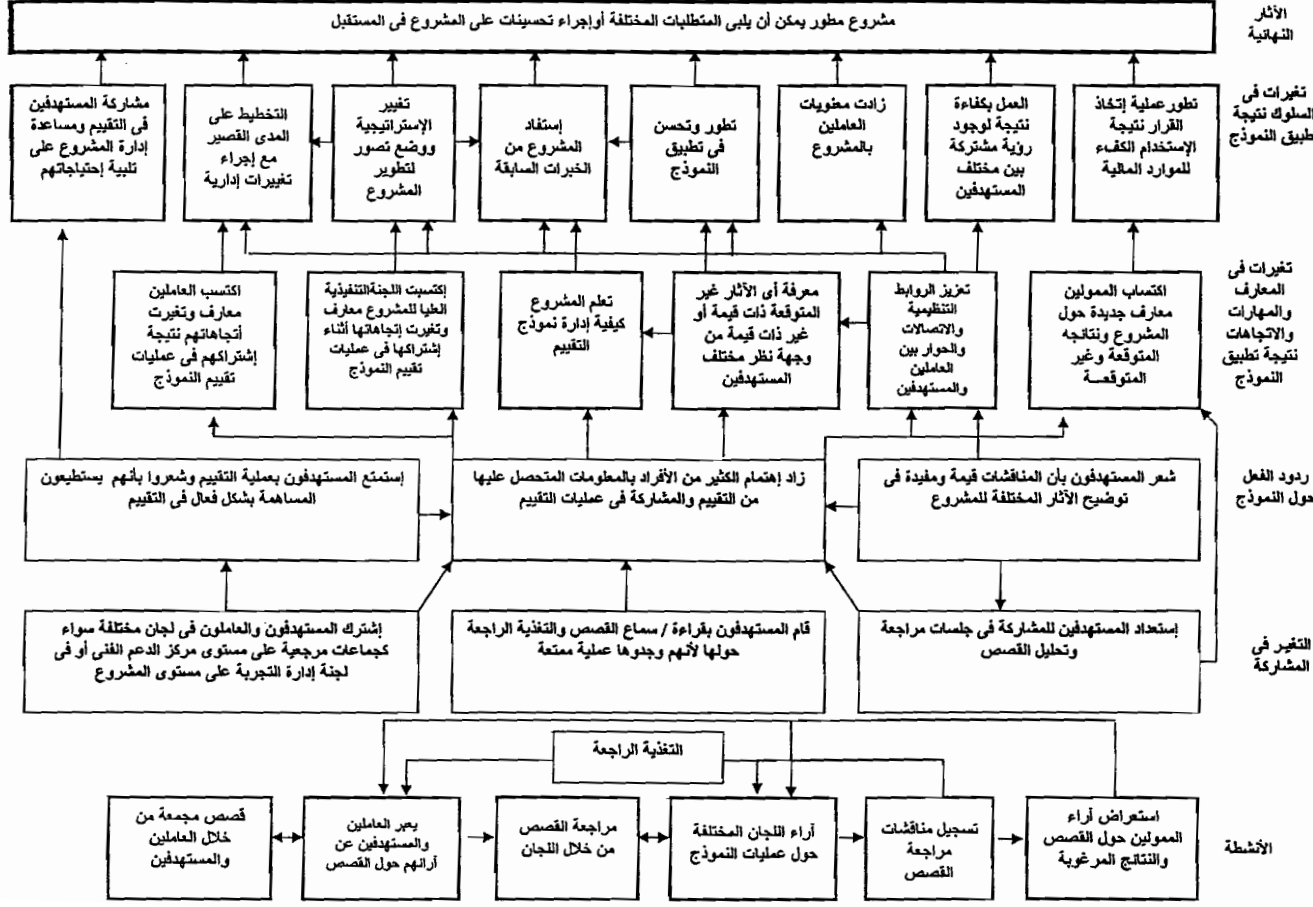 الآثار
النهائية
مشروع مطور يمكن أن يلبى المتطلبات المختلفة أوإجراء تحسينات على المشروع فى المستقبل
تغيرات فى
السلوك نتيجة
تطبيق النموذج
تطورعملية إتخاذ
القرار نتيجة
الإستخدام الكفء
للموارد المالية
العمل بكفاءة
نتيجة لوجود
رؤية مشتركة
بين مختلف
المستهدفين
زادت معنويات
العاملين
بالمشروع
تطور وتحسن
فى تطبيق
النموذج
إستفاد
المشروع من
الخبرات السابقة
تغيير
الإستراتيجية
ووضع تصور
لتطوير
المشروع
التخطيط على
المدى القصير
مع إجراء
تغييرات إدارية
مشاركة المستهدفين
فى التقييم ومساعدة
إدارة المشروع على
تلبية إحتياجاتهم
تغيرات فى
المعارف
والمهارات
والاتجاهات
نتيجة تطبيق
النموذج
اكتساب الممولين
معارف جديدة حول
المشروع ونتائجه
المتوقعة وغير
المتوقعـــة
تعزيز الروابط
التنظيمية
والاتصالات
والحوار بين
العاملين
والمستهدفين
معرفة أى الآثار غير
المتوقعة ذات قيمة أو
غير ذات قيمة من
وجهة نظر مختلف
المستهدفين
تعلم المشروع
كيفية إدارة نموذج
التقييم
إكتسبت اللجنةالتنفيذية
العليا للمشروع معارف
وتغيرت إتجاهاتها أثناء
إشتراكها فى عمليات
تقييم النموذج
اكتسب العاملين
معارف وتغيرت
أتجاهاتهم نتيجة
إشتراكهم فى عمليات
تقييم النموذج
ردود الفعل
حول النموذج
شعر المستهدفون بأن المناقشات قيمة ومفيدة فى
توضيح الآثار المختلفة للمشروع
زاد إهتمام الكثير من الأفراد بالمعلومات المتحصل عليها
من التقييم والمشاركة فى عمليات التقييم
إستمتع المستهدفون بعملية التقييم وشعروا بأنهم يستطيعون
المساهمة بشكل فعال فى التقييم
التغير فى
المشاركة
إستعداد المستهدفين للمشاركة فى جلسات مراجعة
وتحليل القصص
قام المستهدفون بقراءة / سماع القصص والتغذية الراجعة
حولها لأنهم وجدوها عملية ممتعة
إشترك المستهدفون والعاملون فى لجان مختلفة سواء
كجماعات مرجعية على مستوى مركز الدعم الفنى أو فى
لجنة إدارة التجربة على مستوى المشروع
التغذية الراجعة
الأنشطة
استعراض أراء
الممولين حول القصص
والنتائج المرغوبة
تسجيل مناقشات
مراجعة
القصص
أراء اللجان المختلفة
حول عمليات النموذج
مراجعة القصص
من خلال اللجان
يعبر العاملين
والمستهدفين عن
أرائهم حول القصص
قصص مجمعة من
خلال العاملين
والمستهدفين